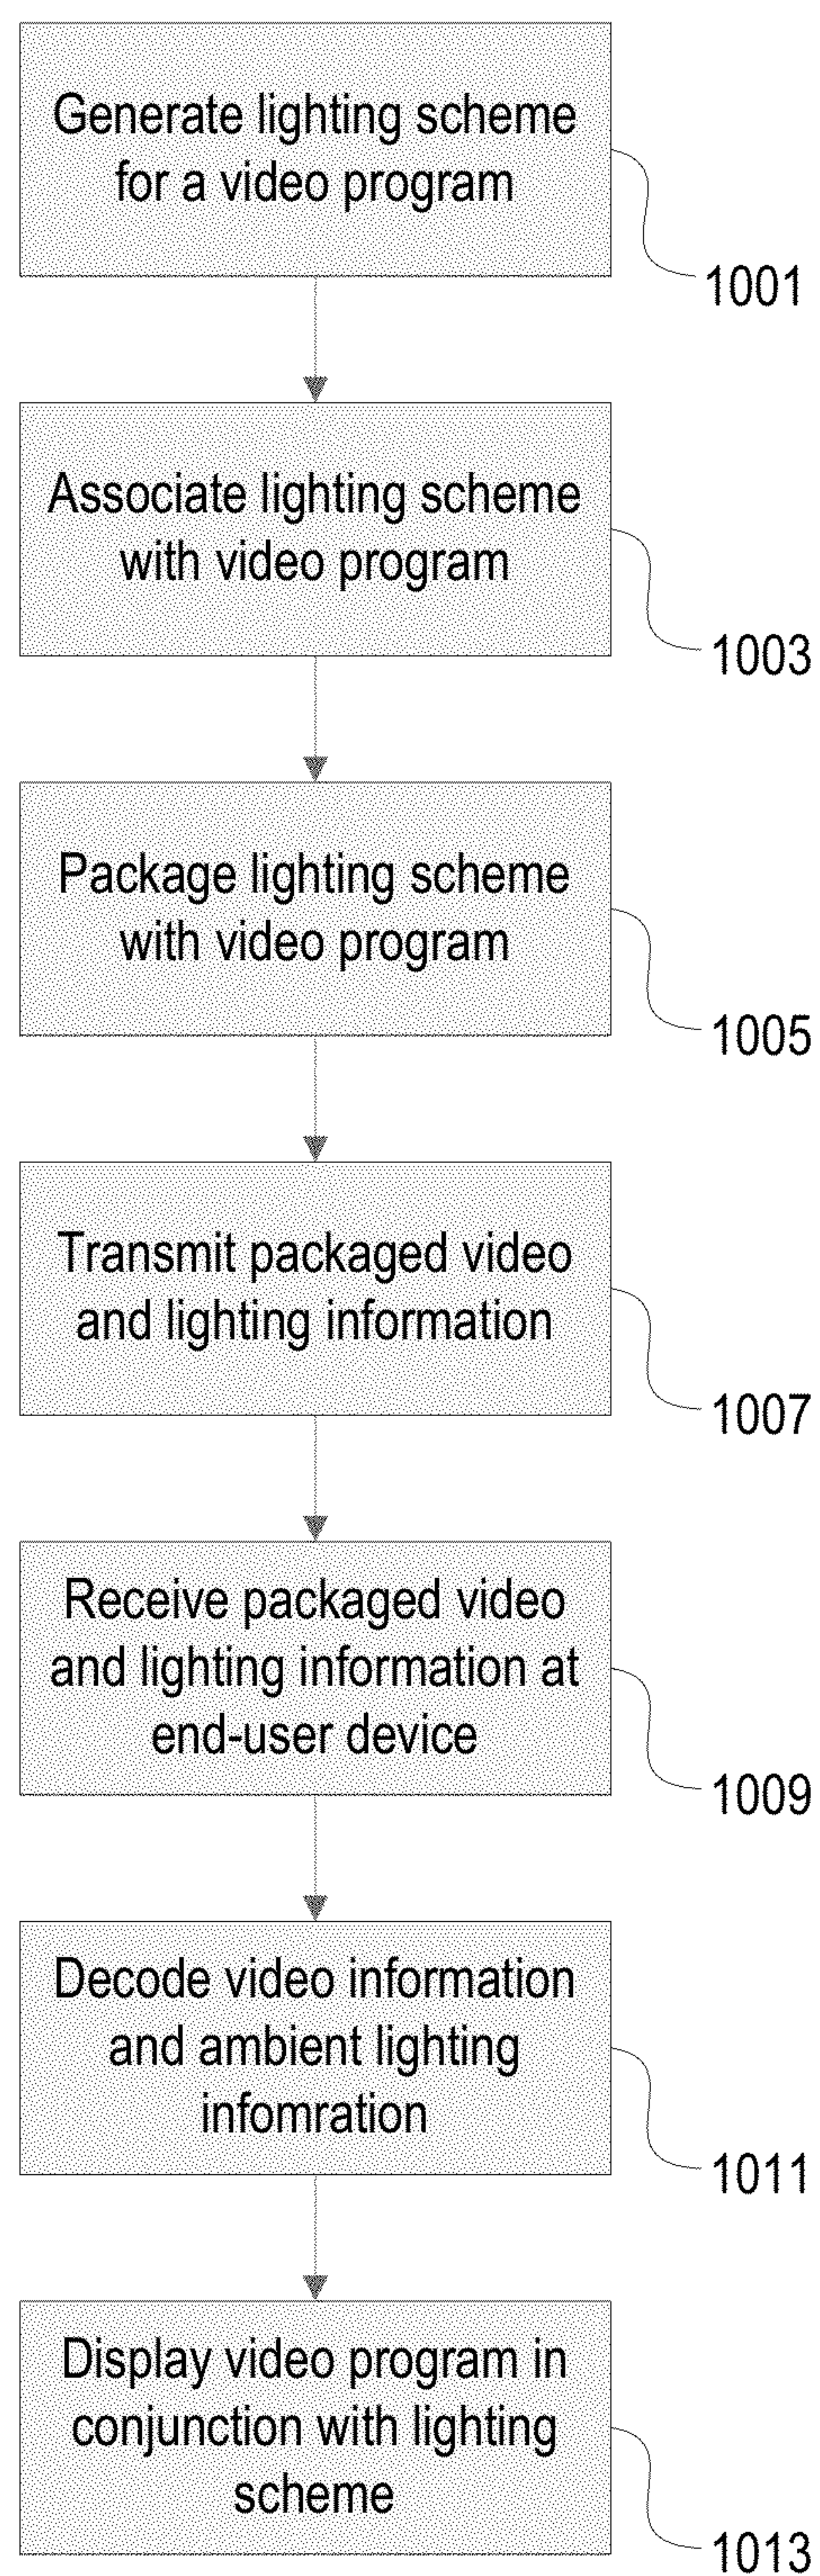 Generate lighting scheme
for a video program
1001
Associate lighting scheme
with video program
1003
Package lighting scheme
with video program
1005
Transmit packaged video
and lighting information
1007
Receive packaged video
and lighting information at
end-user device
1009
Decode video information
and ambient lighting
infomration
1011
Display video program in
conjunction with lighting
scheme
1013